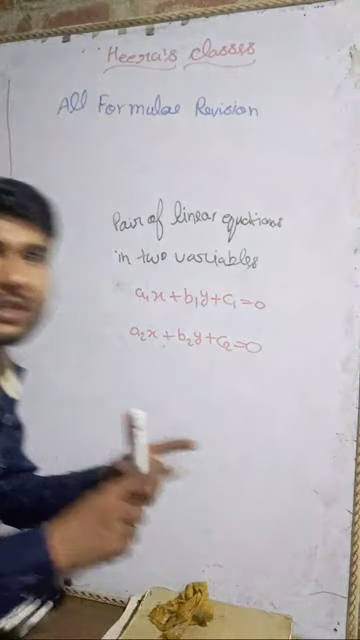 Heera's classes
All Formulae Revision
Pair of linear equations
in two variables
a₁x + b₁y + c₁ = 0
a₂x + b₂y + c₂ = 0